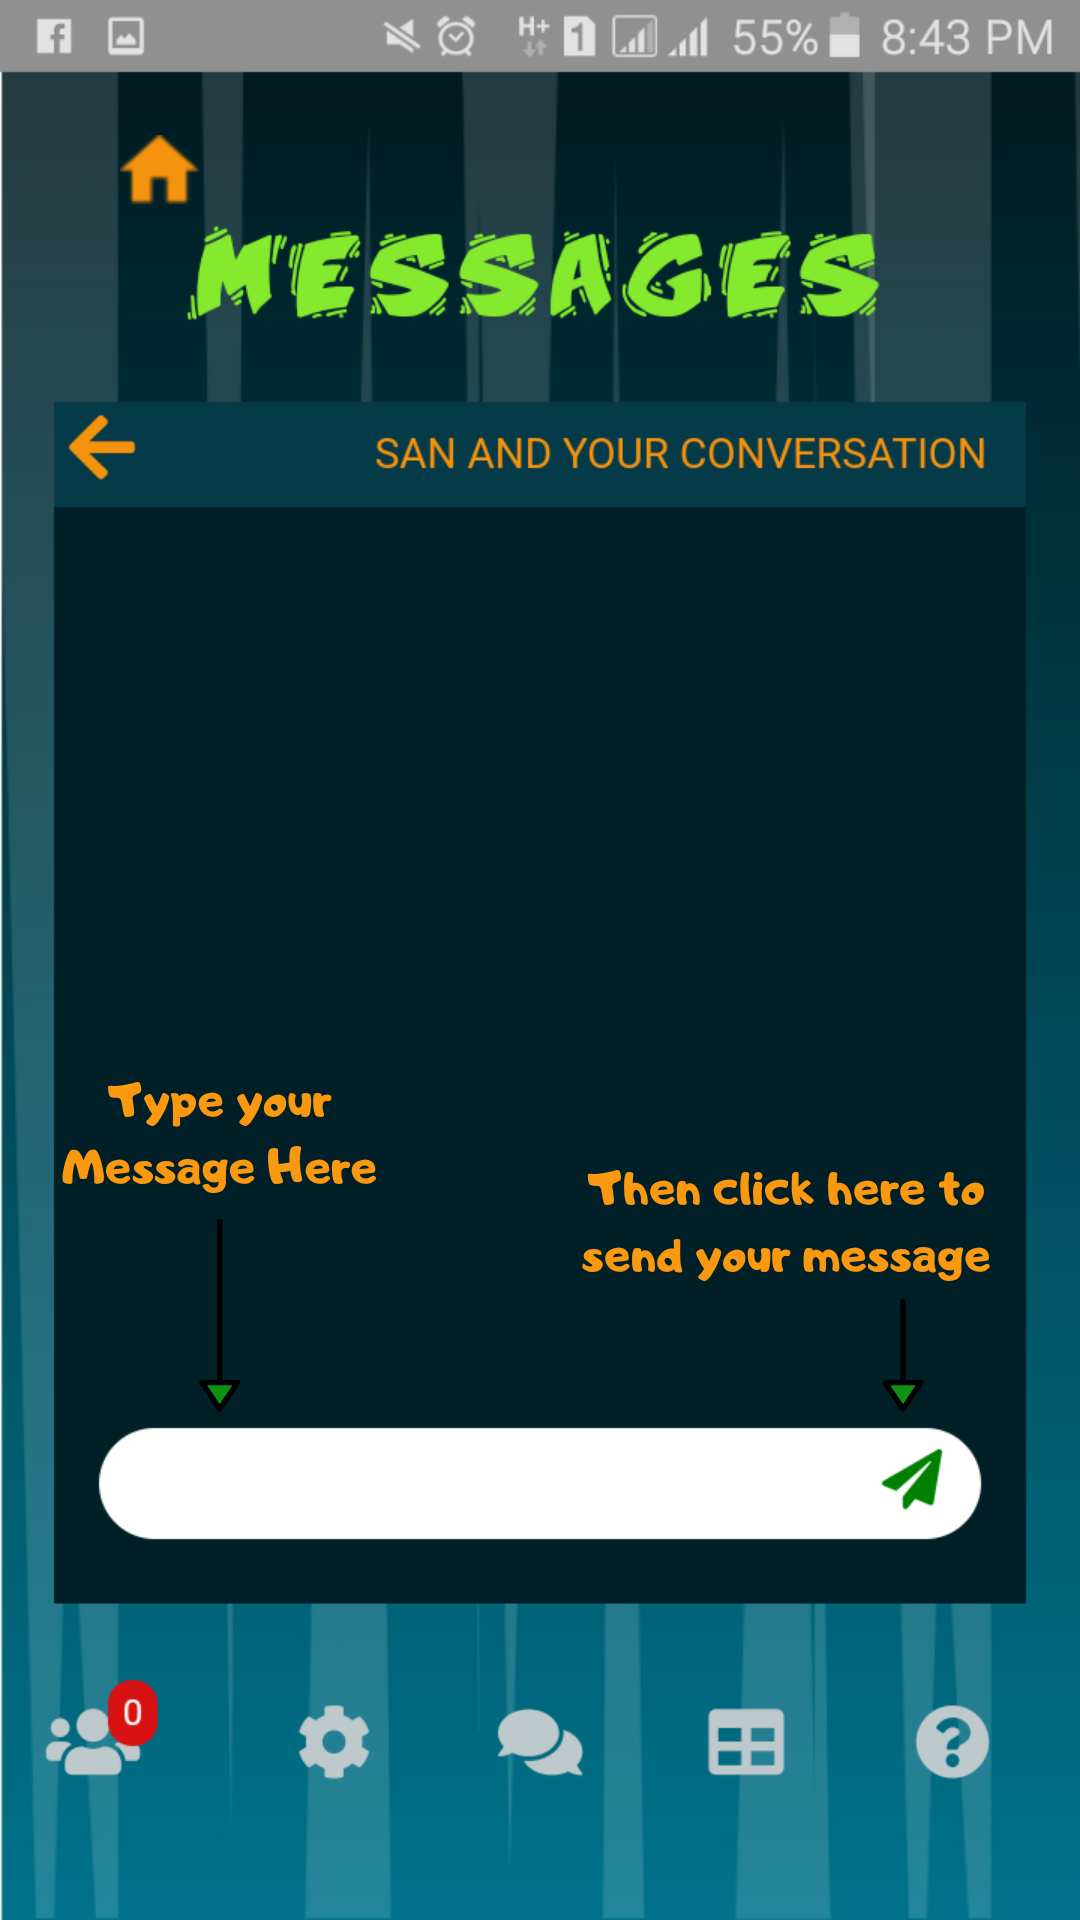 H+ 1 55% 8:43 PM
MESSAGES
SAN AND YOUR CONVERSATION
Type your
Message Here
Then click here to
send your message
0